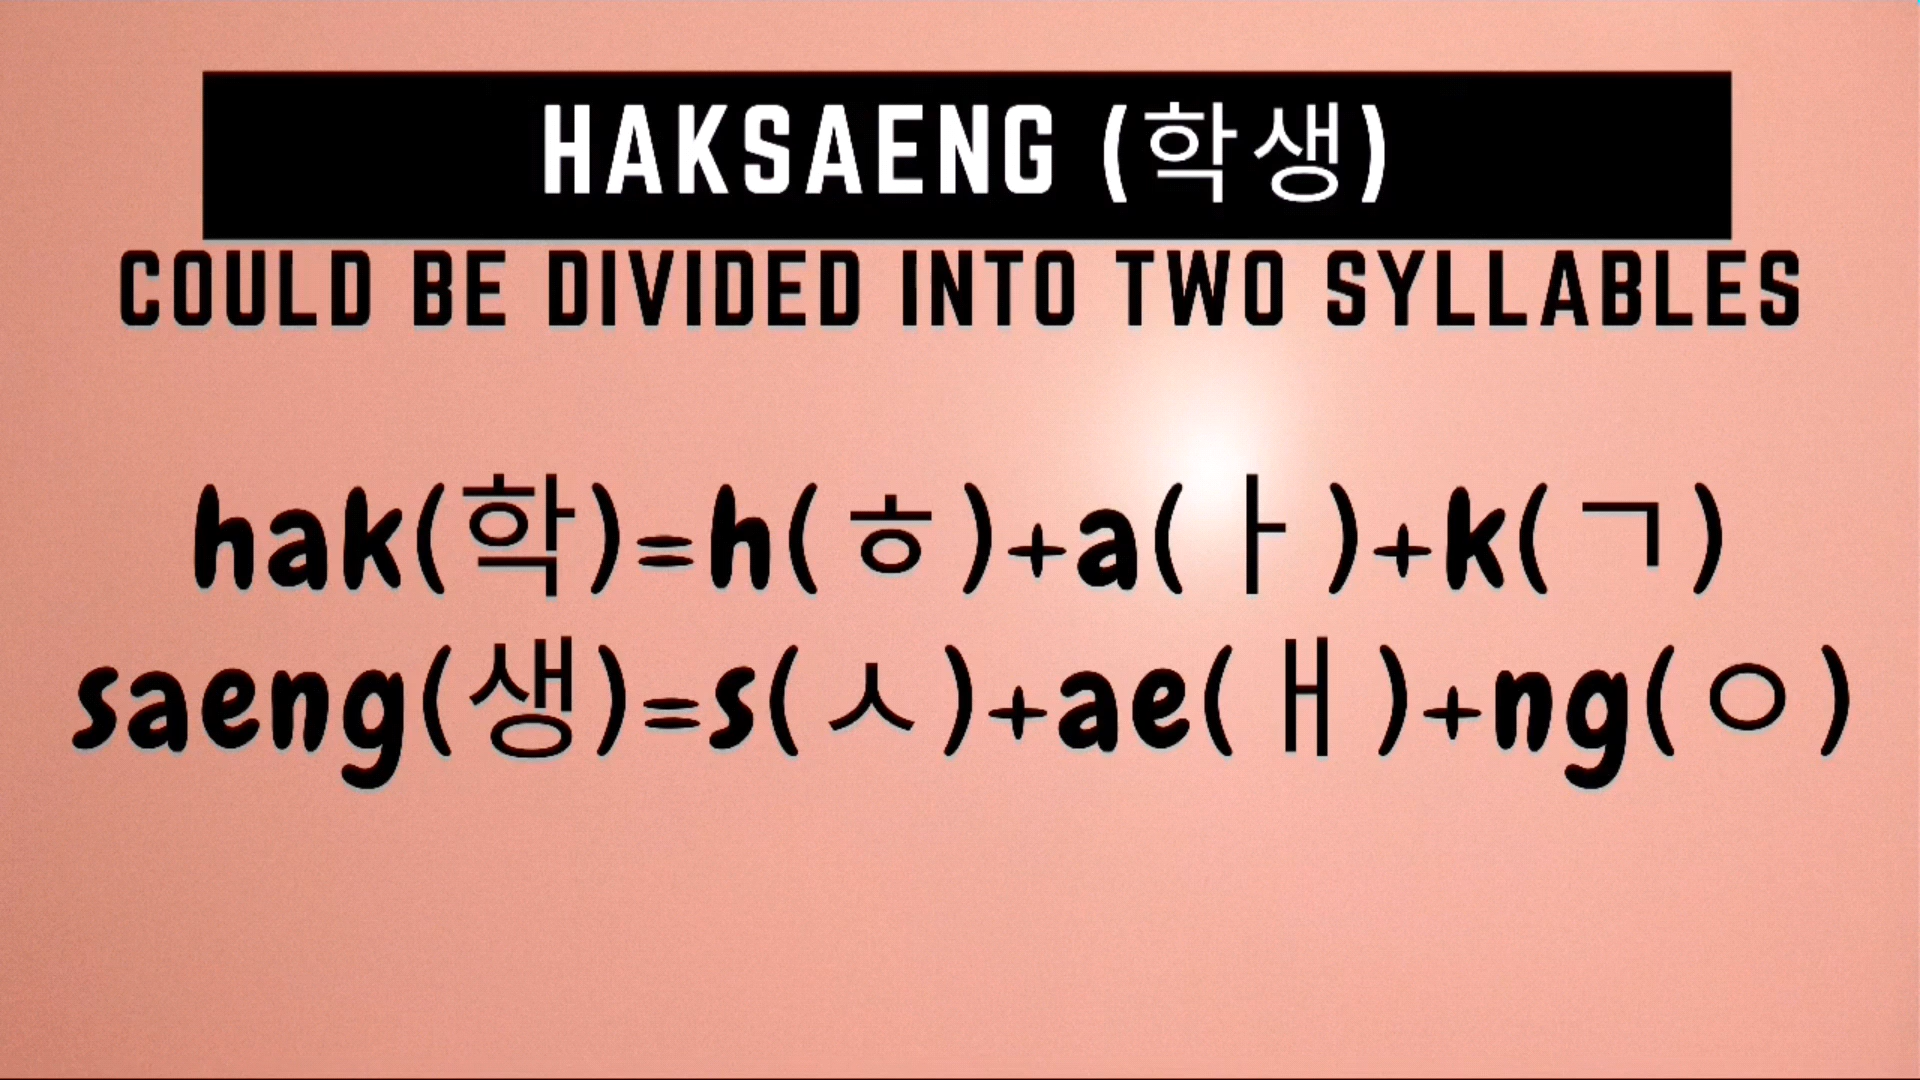 HAKSAENG (학생)
COULD BE DIVIDED INTO TWO SYLLABLES
hak(학)=h(ㅎ)+a(ㅏ)+k(ㄱ)
saeng(생)=s(ㅅ)+ae(ㅐ)+ng(ㅇ)